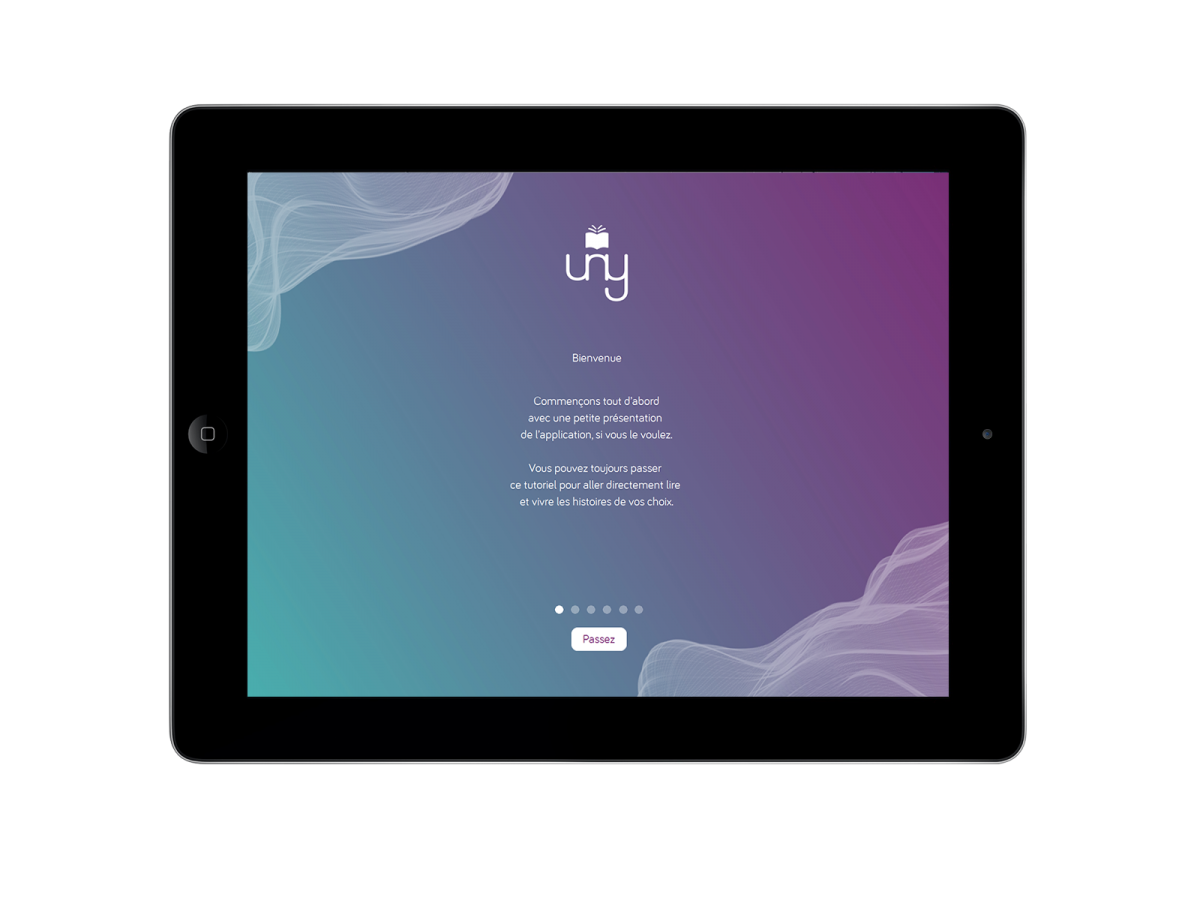 uny
Bienvenue
Commençons tout d'abord
avec une petite présentation
de l'application, si vous le voulez.
Vous pouvez toujours passer
ce tutoriel pour aller directement lire
et vivre les histoires de vos choix.
Passez